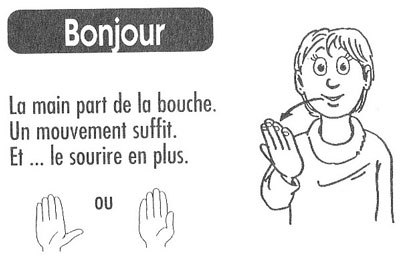 Bonjour
La main part de la bouche.
Un mouvement suffit.
Et ... le sourire en plus.
ou